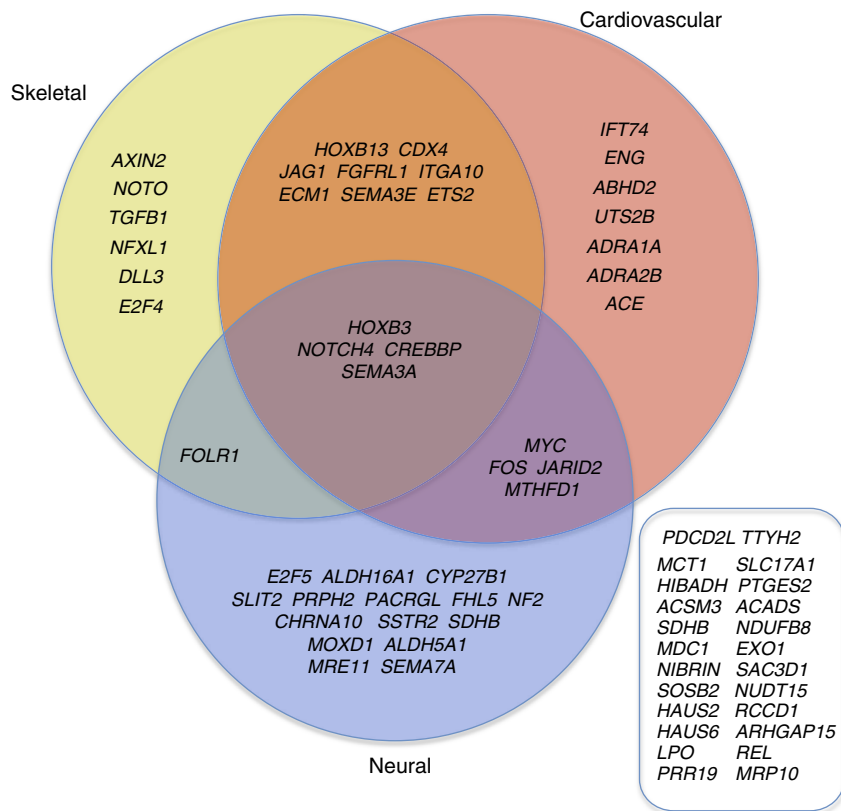 Cardiovascular
Skeletal
HOXB13 CDX4
JAG1 FGFRL1 ITGA10
ECM1 SEMA3E ETS2
AXIN2
NOTO
TGFB1
NFXL1
DLL3
E2F4
IFT74
ENG
ABHD2
UTS2B
ADRA1A
ADRA2B
ACE
HOXB3
NOTCH4 CREBBP
SEMA3A
FOLR1
MYC
FOS JARID2
MTHFD1
E2F5 ALDH16A1 CYP27B1
SLIT2 PRPH2 PACRGL FHL5 NF2
CHRNA10 SSTR2 SDHB
MOXD1 ALDH5A1
MRE11 SEMA7A
Neural
PDCD2L TTYH2
MCT1 SLC17A1
HIBADH PTGES2
ACSM3 ACADS
SDHB NDUFB8
MDC1 EXO1
NIBRIN SAC3D1
SOSB2 NUDT15
HAUS2 RCCD1
HAUS6 ARHGAP15
LPO REL
PRR19 MRP10